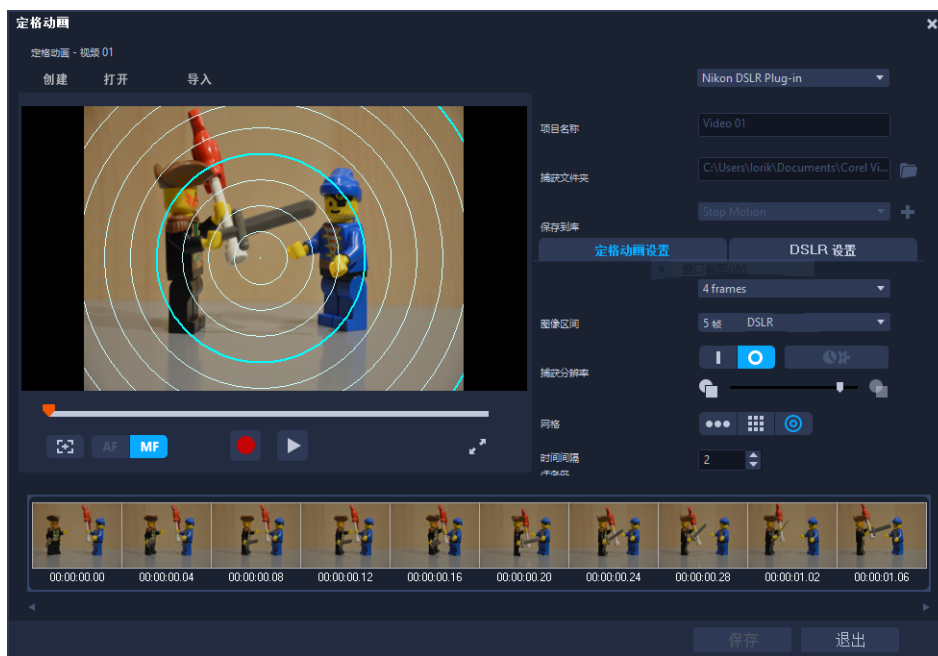 定格动画
定格动画 - 视频 01
创建 打开 导入
Nikon DSLR Plug-in
项目名称
Video 01
捕获文件夹
C:\Users\lorik\Documents\Corel Vi...
保存到库
Stop Motion
定格动画设置 DSLR 设置
4 frames
图像区间
5 帧 DSLR
捕获分辨率
网格
时间间隔
2
AF MF
00:00:00.00 00:00:00.04 00:00:00.08 00:00:00.12 00:00:00.16 00:00:00.20 00:00:00.24 00:00:00.28 00:00:01.02 00:00:01.06
保存 退出